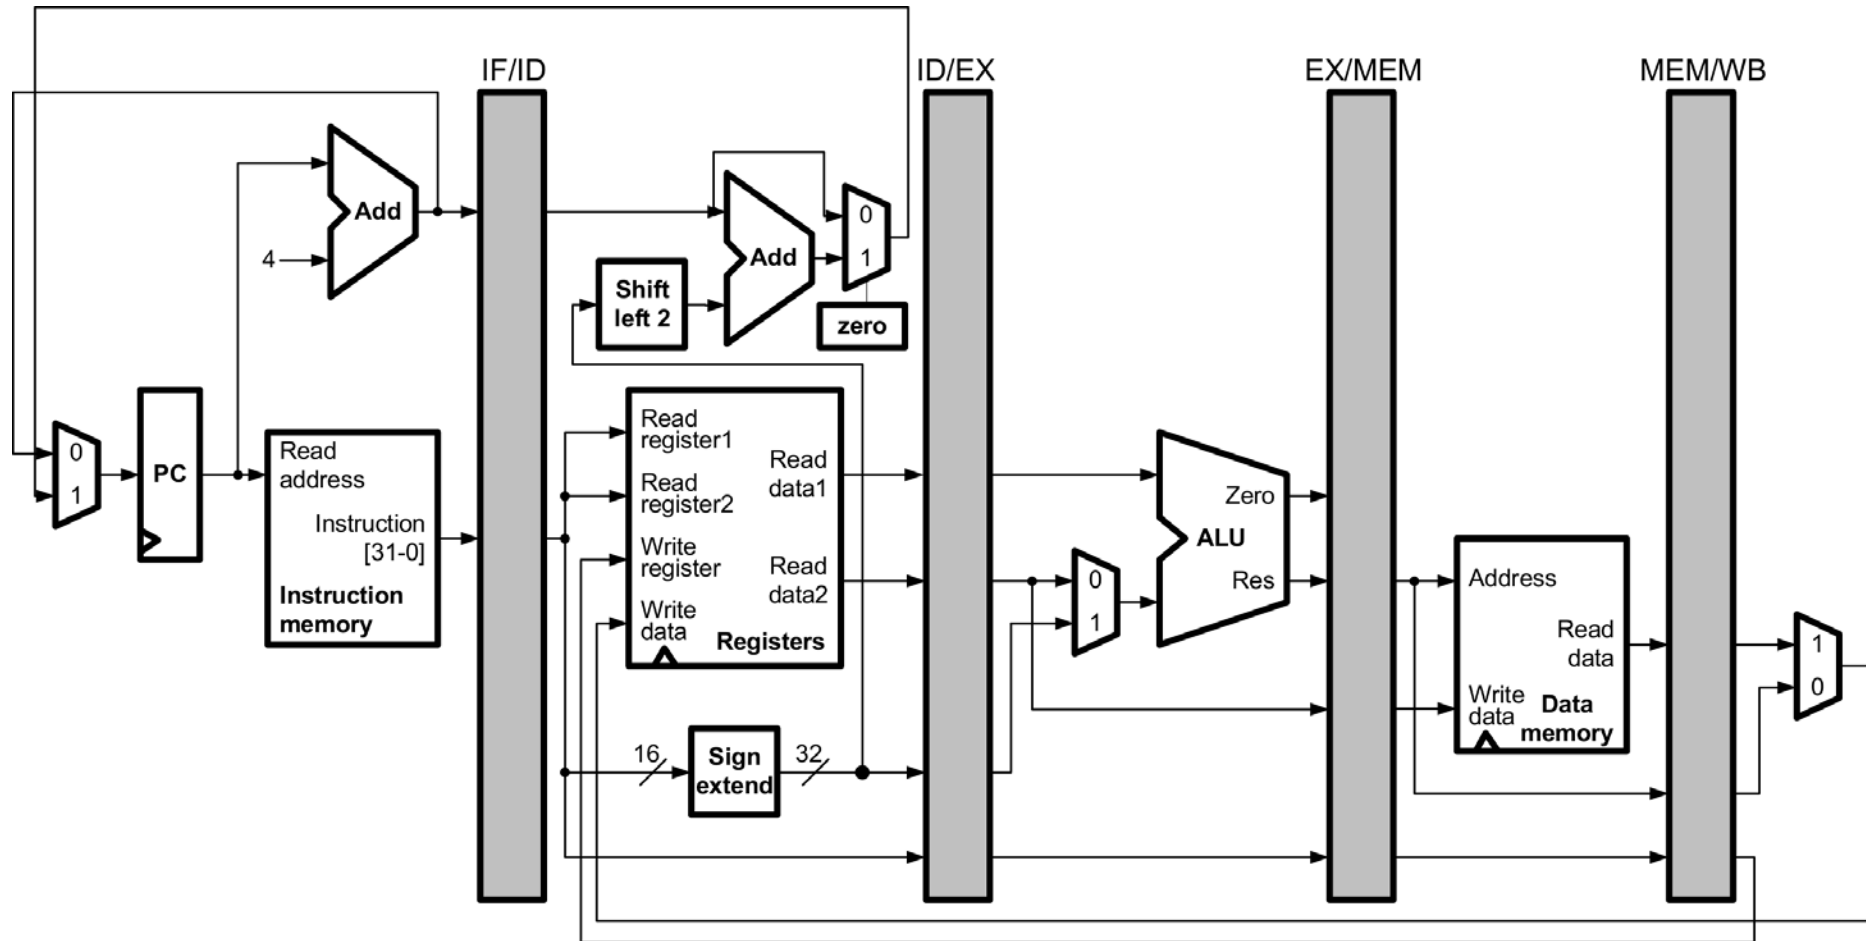 IF/ID
ID/EX
EX/MEM
MEM/WB
Add
4
Add
0
1
Shift
left 2
zero
0
1
PC
Read
address
Instruction
[31-0]
Instruction
memory
Read
register1
Read
register2
Write
register
Write
data
Read
data1
Read
data2
Registers
16
Sign
extend
32
0
1
Zero
ALU
Res
Address
Read
data
Write
data
Data
memory
1
0